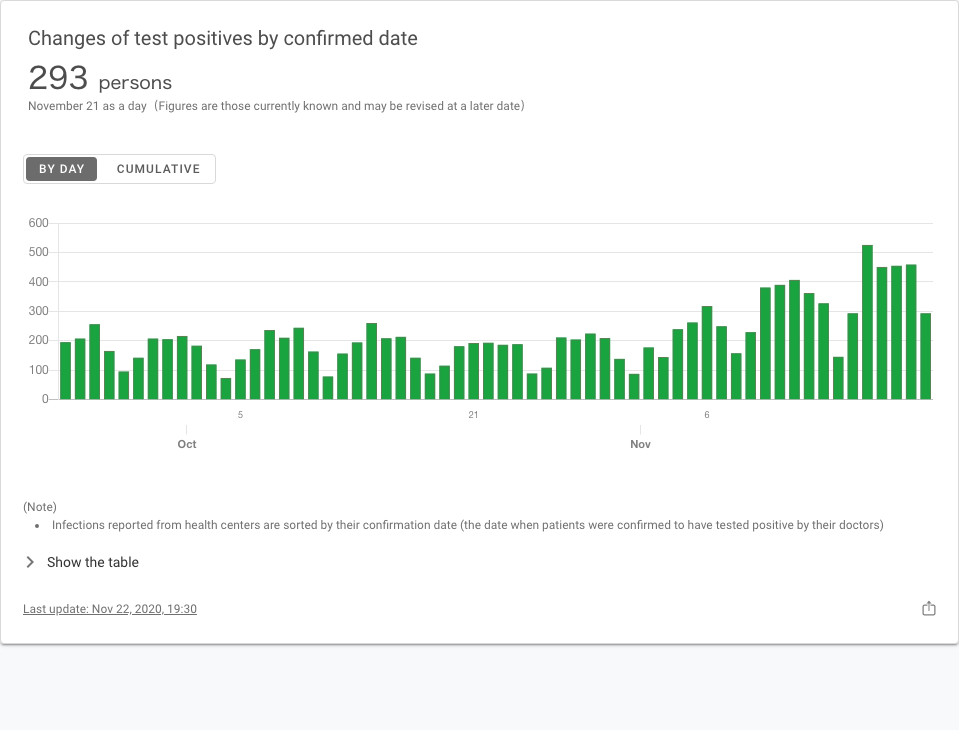 Changes of test positives by confirmed date
293 persons
November 21 as a day（Figures are those currently known and may be revised at a later date）
BY DAY CUMULATIVE
600
500
400
300
200
100
0
5 21 6
Oct Nov
(Note)
• Infections reported from health centers are sorted by their confirmation date (the date when patients were confirmed to have tested positive by their doctors)
Show the table
Last update: Nov 22, 2020, 19:30